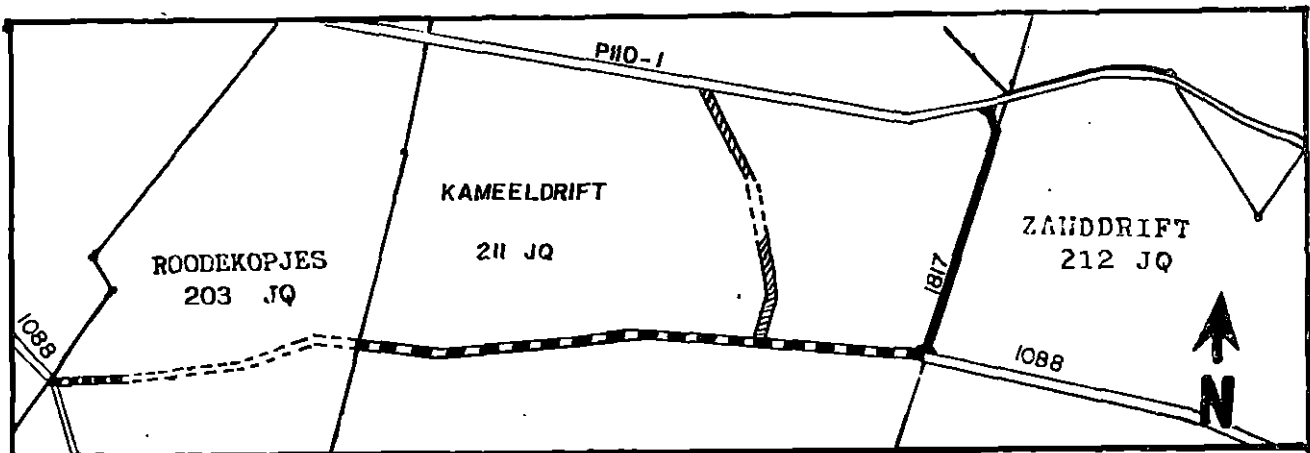 P110-1
KAMEELDRIFT
211 JQ
ROODEKOPJES
203 JQ
ZANDDRIFT
212 JQ
1817
1088
1088
N